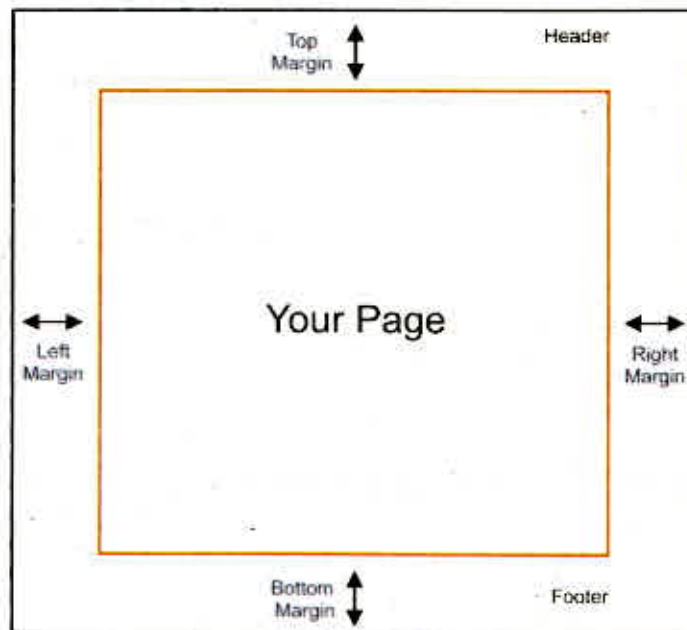 Top
Margin
Header
Your Page
Left
Margin
Right
Margin
Bottom
Margin
Footer